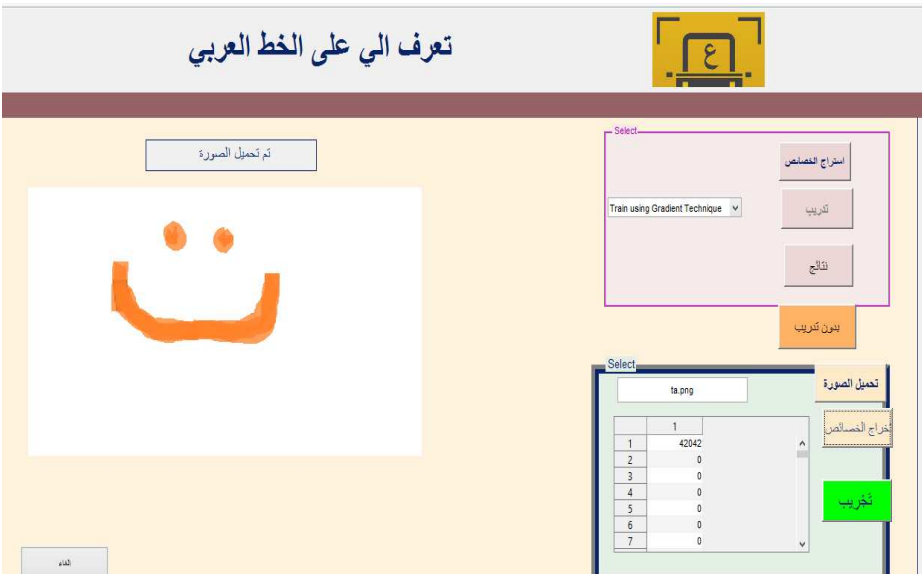 تعرف الي على الخط العربي
ع
Select
تم تحميل الصورة
استراج الخصائص
Train using Gradient Technique
تدريب
ت
نتائج
بدون تدريب
Select
تحميل الصورة
ta.png
خراج الخصائص
1
1 42042
2 0
3 0
4 0
5 0
6 0
7 0
تجريب
الغاء